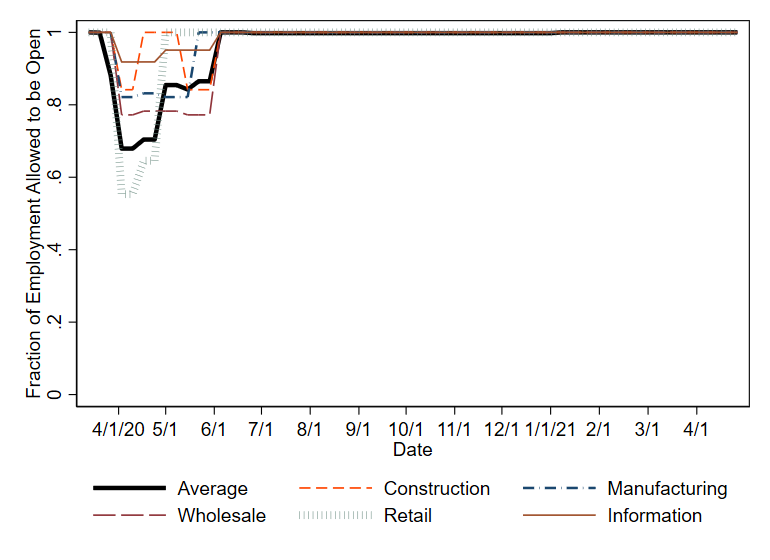 Fraction of Employment Allowed to be Open
1
.8
.6
.4
.2
0
4/1/20 5/1 6/1 7/1 8/1 9/1 10/1 11/1 12/1 1/1/21 2/1 3/1 4/1
Date
Average Construction Manufacturing
Wholesale Retail Information